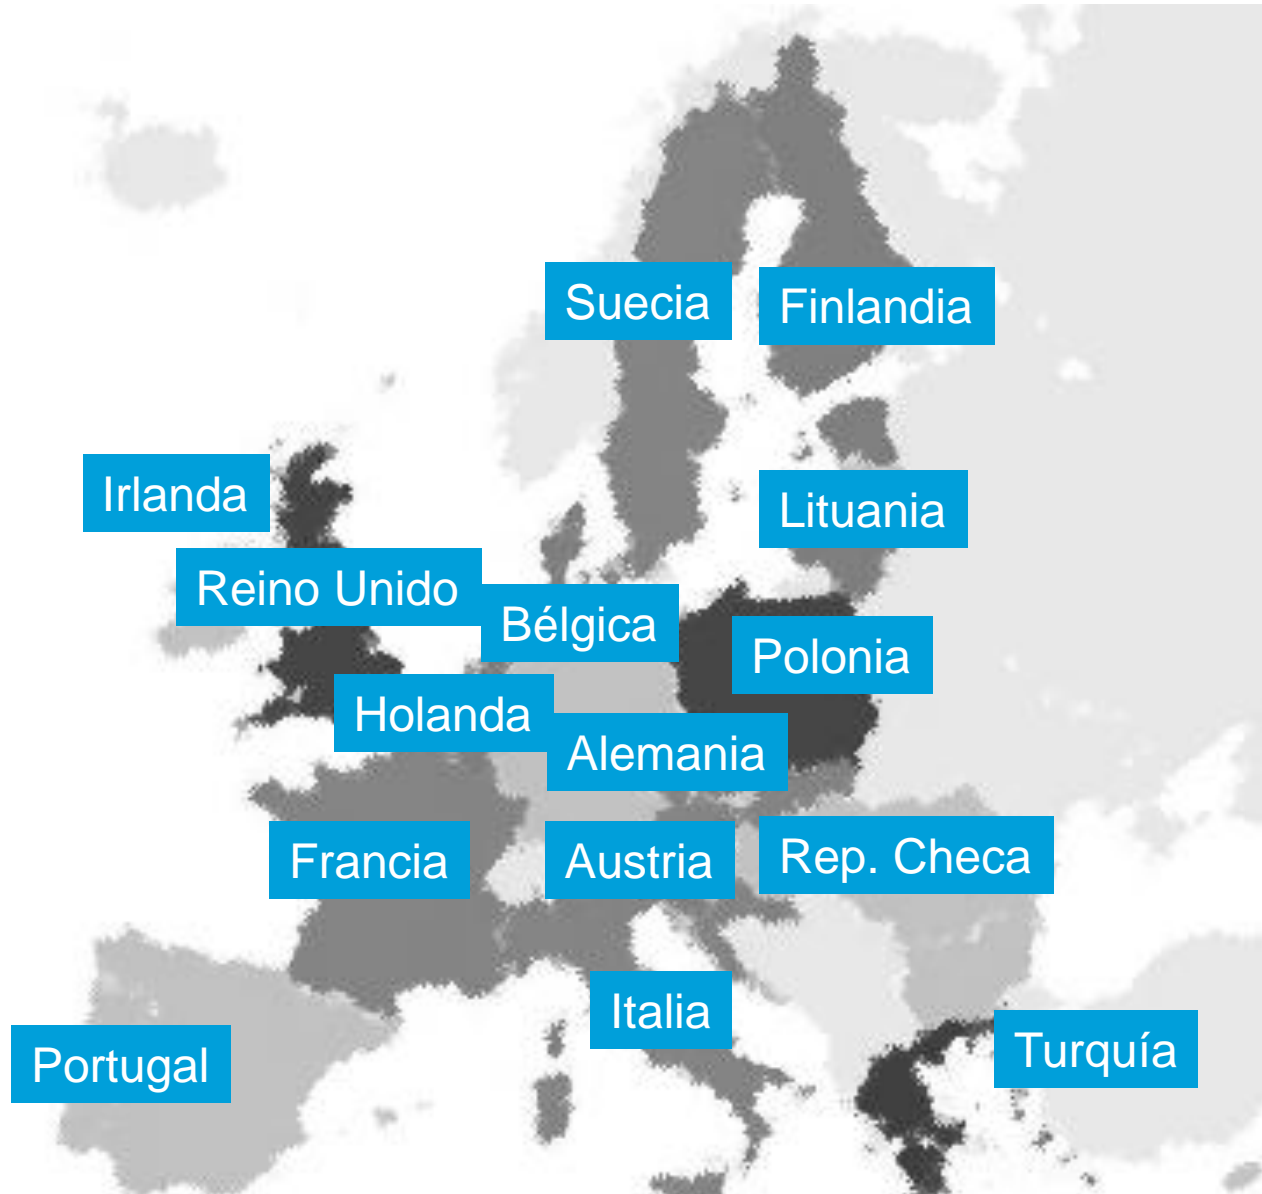 Suecia
Finlandia
Irlanda
Lituania
Reino Unido
Bélgica
Polonia
Holanda
Alemania
Francia
Austria
Rep. Checa
Italia
Portugal
Turquía